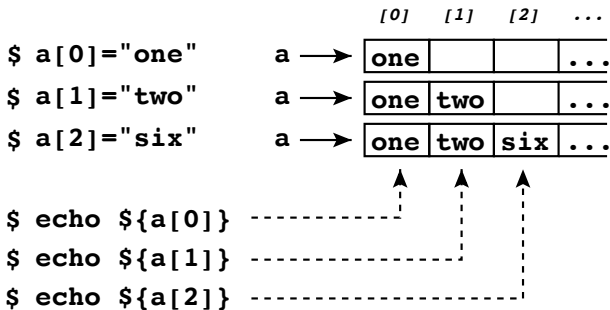 [0] [1] [2] ...
$ a[0]="one" a one ...
$ a[1]="two" a one two ...
$ a[2]="six" a one two six ...
$ echo ${a[0]}
$ echo ${a[1]}
$ echo ${a[2]}